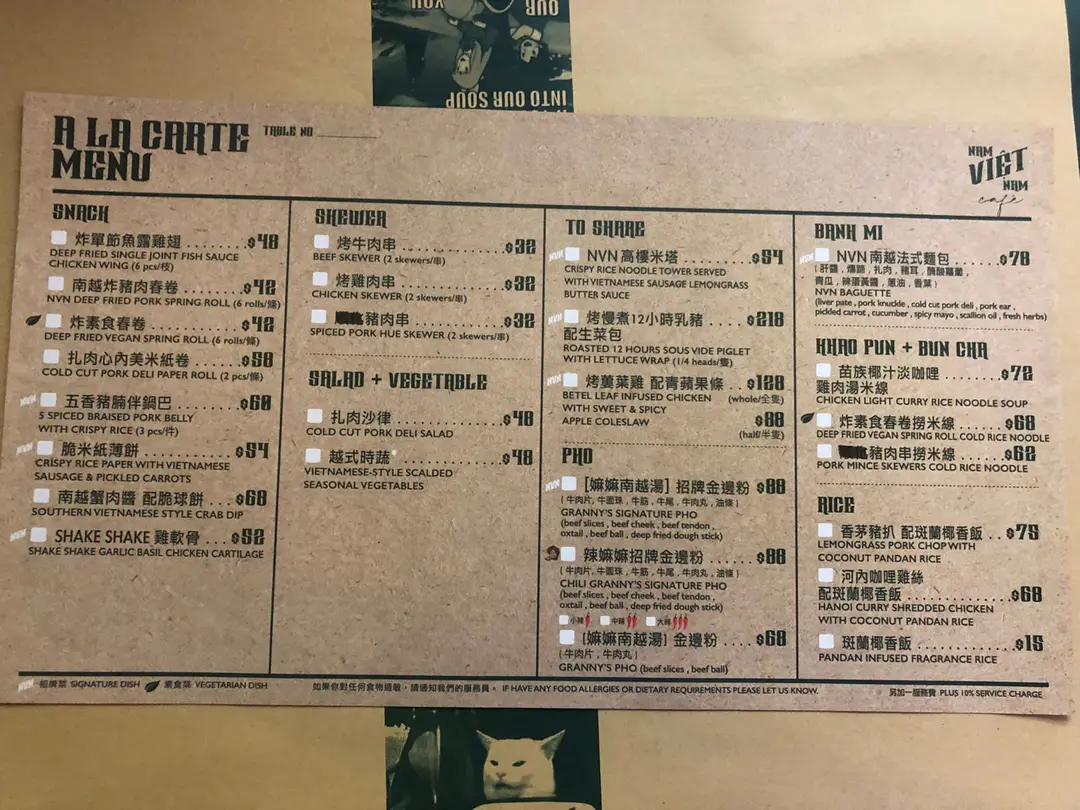 OUR
YOU
INTO OUR SOUP
A LA CARTE
MENU
TABLE NO
NAM
VIỆT
NAM
café
SNACK
炸單節魚露雞翅 ........$48
DEEP FRIED SINGLE JOINT FISH SAUCE
CHICKEN WING (6 pcs/枝)
南越炸豬肉春卷 ........$42
NVN DEEP FRIED PORK SPRING ROLL (6 rolls/條)
炸素食春卷 ............$42
DEEP FRIED VEGAN SPRING ROLL (6 rolls/條)
扎肉心內美米紙卷 ......$58
COLD CUT PORK DELI PAPER ROLL (2 pcs/條)
NVN 五香豬腩伴鍋巴 ........$60
5 SPICED BRAISED PORK BELLY
WITH CRISPY RICE (3 pcs/件)
NVN 脆米紙薄餅 ............$54
CRISPY RICE PAPER WITH VIETNAMESE
SAUSAGE & PICKLED CARROTS
南越蟹肉醬 配脆球餅 ...$68
SOUTHERN VIETNAMESE STYLE CRAB DIP
NVN SHAKE SHAKE 雞軟骨 ...$52
SHAKE SHAKE GARLIC BASIL CHICKEN CARTILAGE
SKEWER
烤牛肉串 ..............$32
BEEF SKEWER (2 skewers/串)
烤雞肉串 ..............$32
CHICKEN SKEWER (2 skewers/串)
豬肉串 ..............$32
SPICED PORK HUE SKEWER (2 skewers/串)
SALAD + VEGETABLE
扎肉沙律 ..............$48
COLD CUT PORK DELI SALAD
越式時蔬 ..............$48
VIETNAMESE-STYLE SCALDED
SEASONAL VEGETABLES
TO SHARE
NVN NVN 高樓米塔 ..........$54
CRISPY RICE NOODLE TOWER SERVED
WITH VIETNAMESE SAUSAGE LEMONGRASS
BUTTER SAUCE
NVN 烤慢煮12小時乳豬 ....$218
配生菜包
ROASTED 12 HOURS SOUS VIDE PIGLET
WITH LETTUCE WRAP (1/4 heads/隻)
NVN 烤蔞葉雞 配青蘋果條 ..$128
BETEL LEAF INFUSED CHICKEN (whole/全隻)
WITH SWEET & SPICY $88
APPLE COLESLAW (half/半隻)
PHO
NVN [嫲嫲南越湯] 招牌金邊粉 $88
(牛肉片, 牛面珠, 牛筋, 牛尾, 牛肉丸, 油條)
GRANNY'S SIGNATURE PHO
(beef slices , beef cheek , beef tendon ,
oxtail , beef ball , deep fried dough stick)
辣嫲嫲招牌金邊粉 .......$88
(牛肉片, 牛面珠, 牛筋, 牛尾, 牛肉丸, 油條)
CHILI GRANNY'S SIGNATURE PHO
(beef slices , beef cheek , beef tendon ,
oxtail , beef ball , deep fried dough stick)
小辣 中辣 大辣
[嫲嫲南越湯] 金邊粉 ....$68
(牛肉片, 牛肉丸)
GRANNY'S PHO (beef slices , beef ball)
BANH MI
NVN NVN 南越法式麵包 ......$78
(肝醬, 燻蹄, 扎肉, 豬耳, 醃酸蘿蔔,
青瓜, 辣蛋黃醬, 蔥油, 香葉)
NVN BAGUETTE
(liver pate , pork knuckle , cold cut pork deli , pork ear ,
pickled carrot , cucumber , spicy mayo , scallion oil , fresh herbs)
KHAO PUN + BUN CHA
苗族椰汁淡咖哩 .........$72
雞肉湯米線
CHICKEN LIGHT CURRY RICE NOODLE SOUP
炸素食春卷撈米線 .......$68
DEEP FRIED VEGAN SPRING ROLL COLD RICE NOODLE
豬肉串撈米線 .......$62
PORK MINCE SKEWERS COLD RICE NOODLE
RICE
香茅豬扒 配斑蘭椰香飯 ..$75
LEMONGRASS PORK CHOP WITH
COCONUT PANDAN RICE
河內咖哩雞絲
配斑蘭椰香飯 ............$68
HANOI CURRY SHREDDED CHICKEN
WITH COCONUT PANDAN RICE
斑蘭椰香飯 .............$15
PANDAN INFUSED FRAGRANCE RICE
NVN 招牌菜 SIGNATURE DISH 素食菜 VEGETARIAN DISH
如果你對任何食物過敏，請通知我們的服務員。 IF HAVE ANY FOOD ALLERGIES OR DIETARY REQUIREMENTS PLEASE LET US KNOW.
另加一服務費 PLUS 10% SERVICE CHARGE